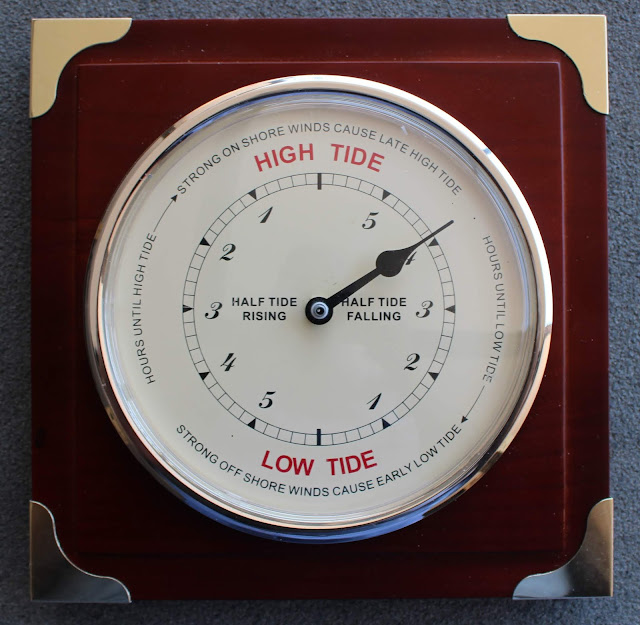 STRONG ON SHORE WINDS CAUSE LATE HIGH TIDE
HIGH TIDE
1
5
2
4
HOURS UNTIL HIGH TIDE
HOURS UNTIL LOW TIDE
3
HALF TIDE
RISING
HALF TIDE
FALLING
3
4
2
5
1
LOW TIDE
STRONG OFF SHORE WINDS CAUSE EARLY LOW TIDE